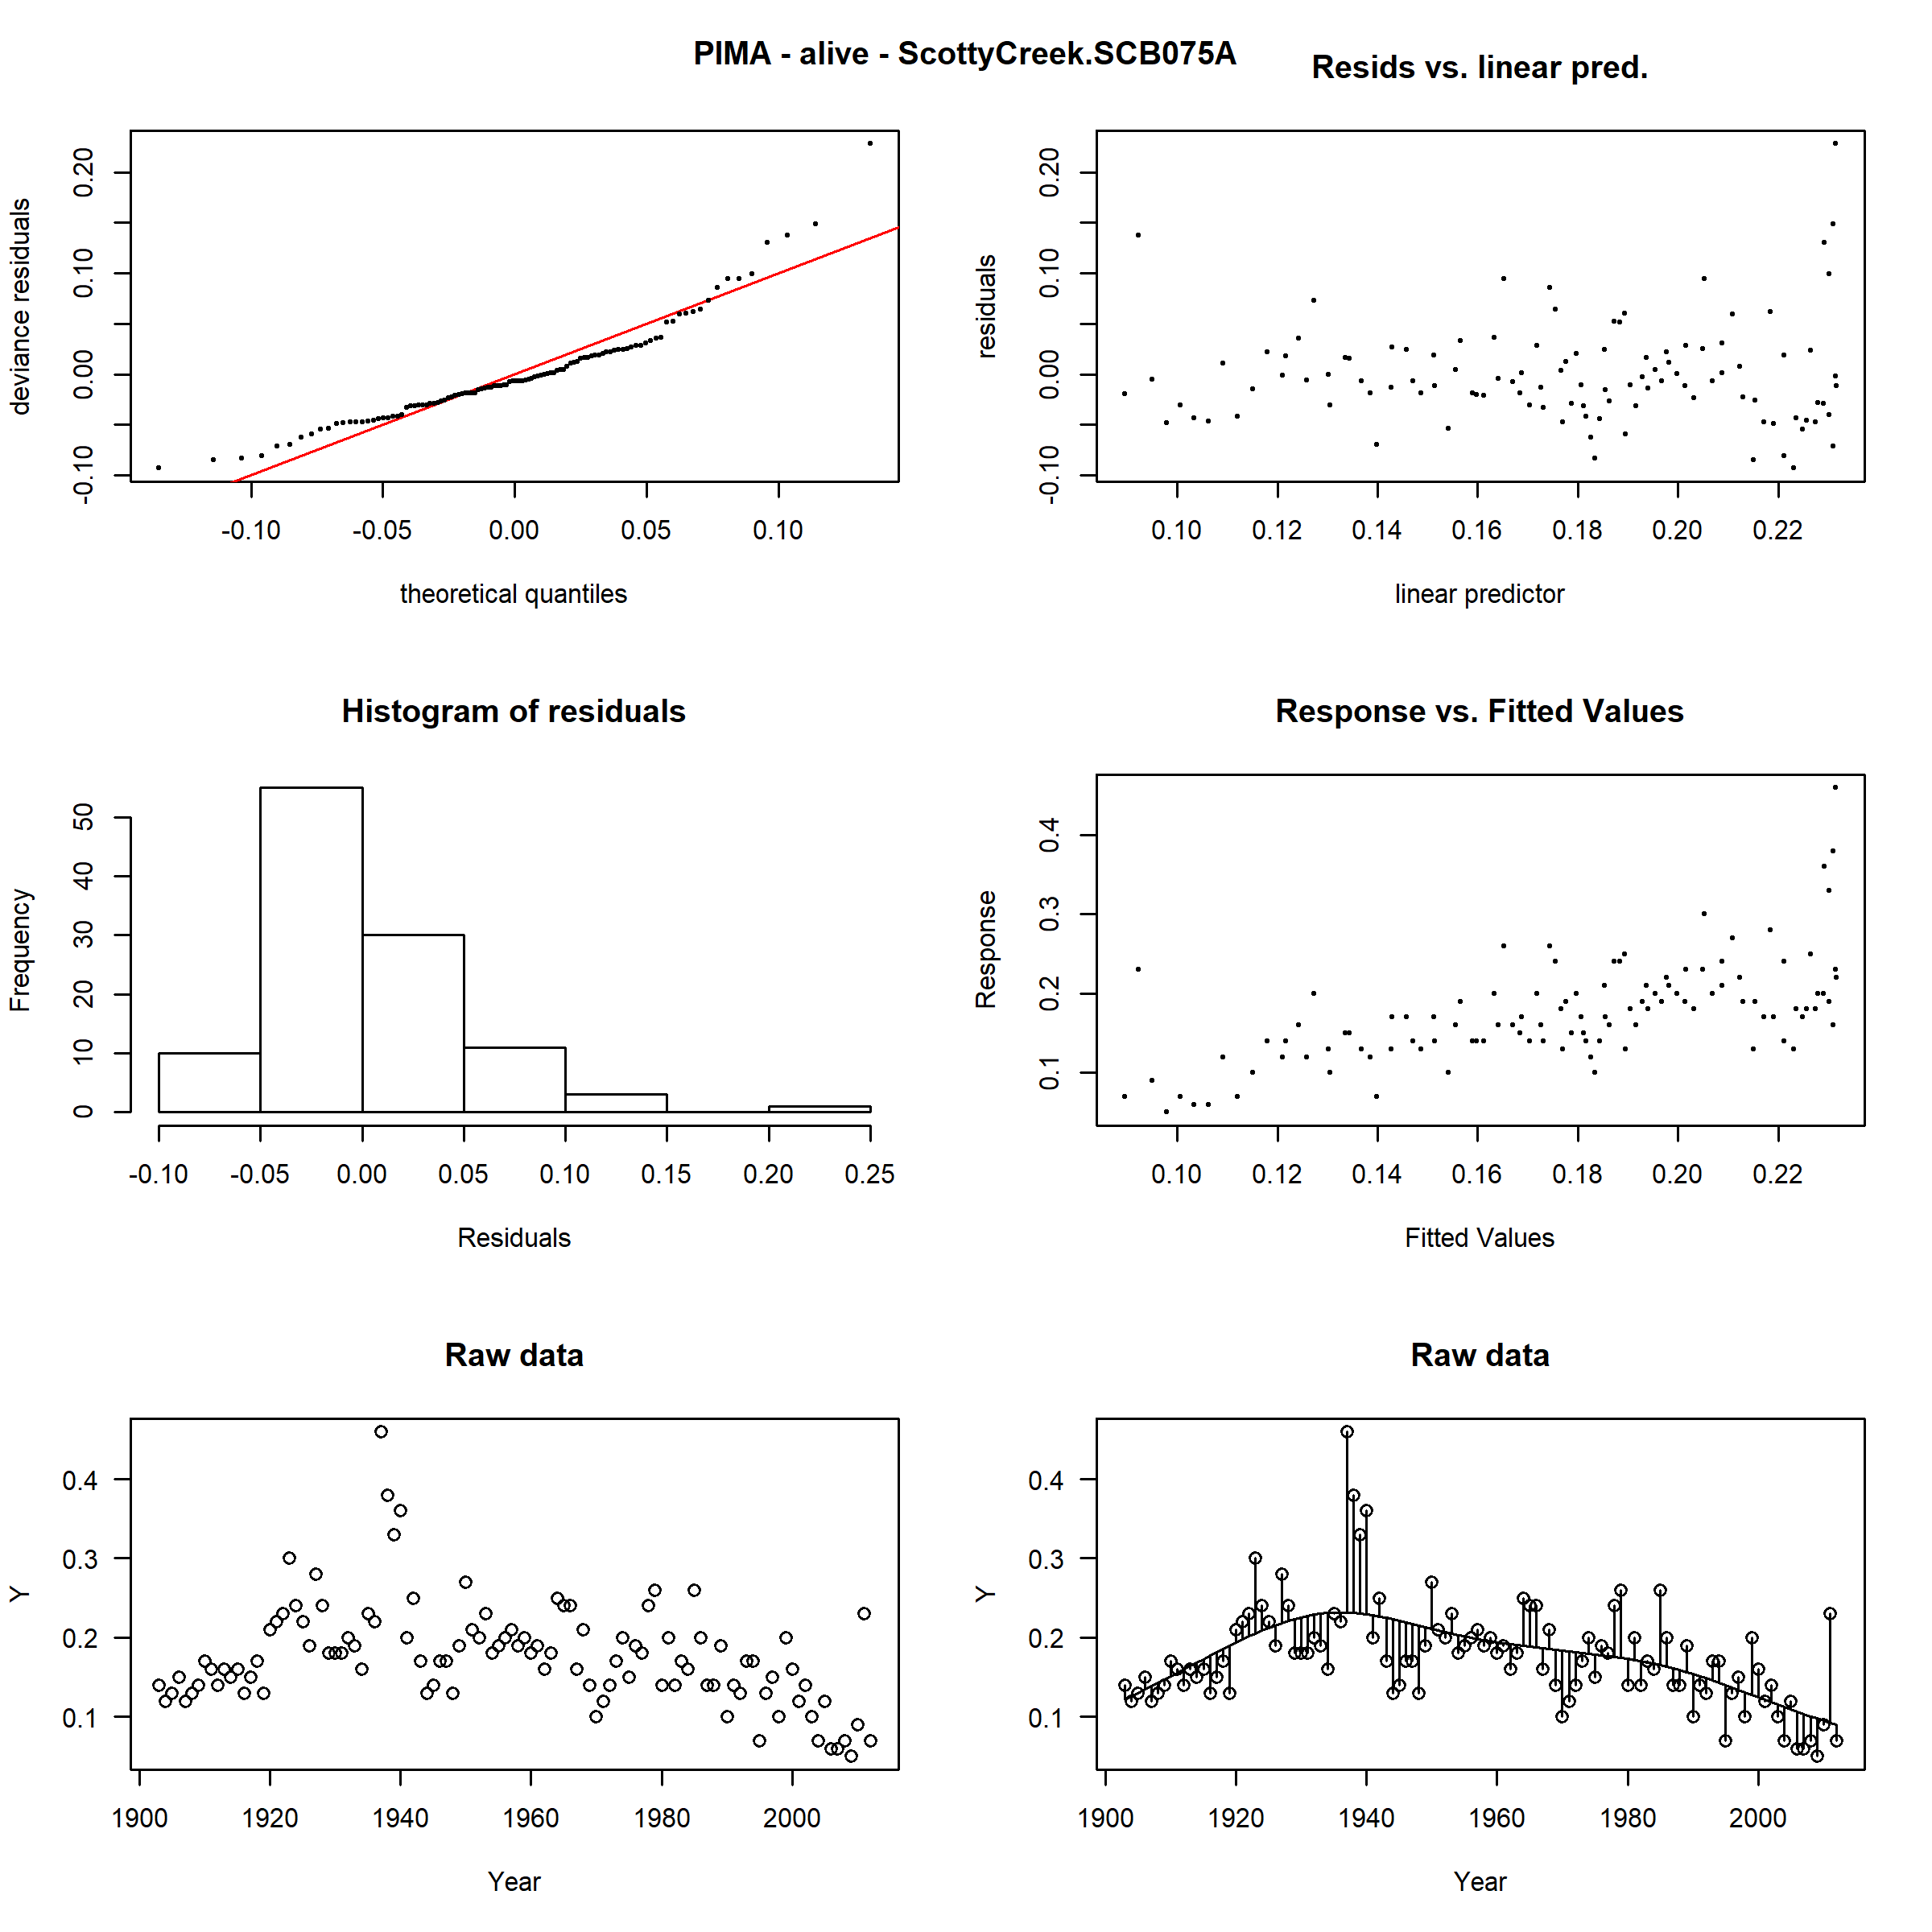 PIMA - alive - ScottyCreek.SCB075A
Resids vs. linear pred.
deviance residuals
-0.10 0.00 0.10 0.20
-0.10 -0.05 0.00 0.05 0.10
theoretical quantiles
residuals
-0.10 0.00 0.10 0.20
0.10 0.12 0.14 0.16 0.18 0.20 0.22
linear predictor
Histogram of residuals
Frequency
0 10 20 30 40 50
-0.10 -0.05 0.00 0.05 0.10 0.15 0.20 0.25
Residuals
Response vs. Fitted Values
Response
0.1 0.2 0.3 0.4
0.10 0.12 0.14 0.16 0.18 0.20 0.22
Fitted Values
Raw data
Y
0.4
0.3
0.2
0.1
1900 1920 1940 1960 1980 2000
Year
Raw data
Y
0.4
0.3
0.2
0.1
1900 1920 1940 1960 1980 2000
Year